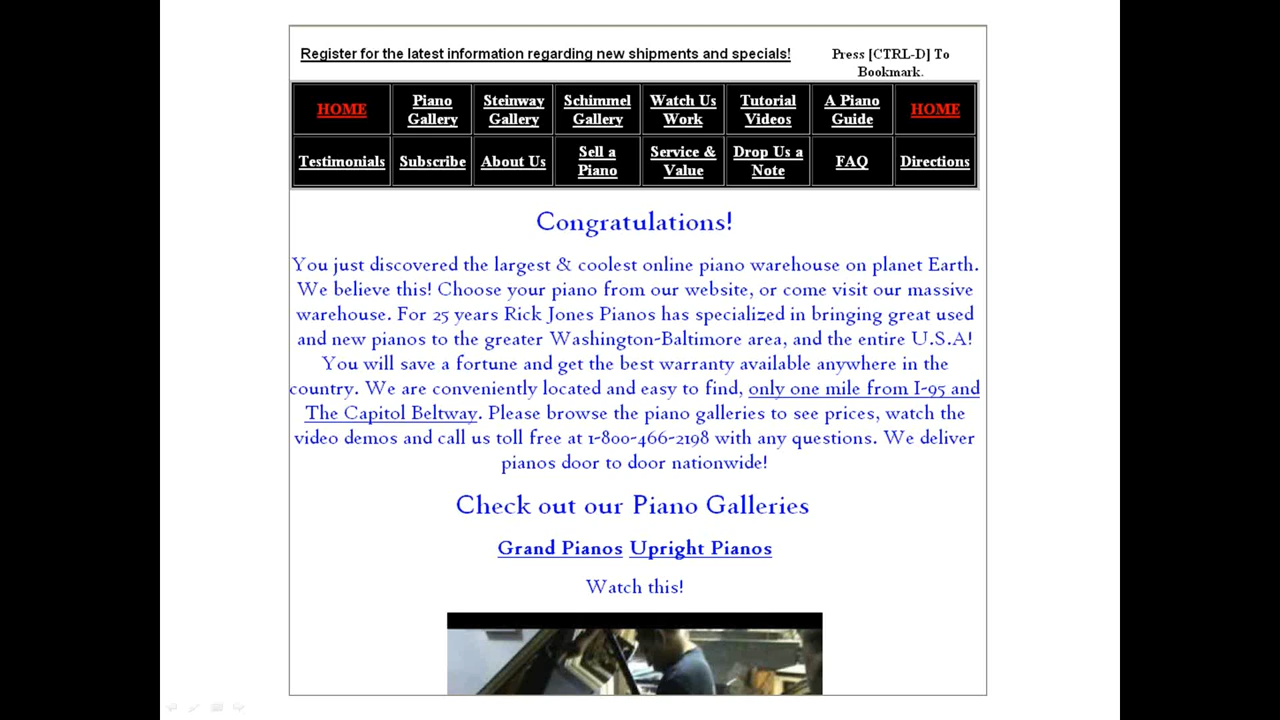 Register for the latest information regarding new shipments and specials!
Press [CTRL-D] To
Bookmark.
HOME
Piano
Gallery
Steinway
Gallery
Schimmel
Gallery
Watch Us
Work
Tutorial
Videos
A Piano
Guide
HOME
Testimonials
Subscribe
About Us
Sell a
Piano
Service &
Value
Drop Us a
Note
FAQ
Directions
Congratulations!
You just discovered the largest & coolest online piano warehouse on planet Earth.
We believe this! Choose your piano from our website, or come visit our massive
warehouse. For 25 years Rick Jones Pianos has specialized in bringing great used
and new pianos to the greater Washington-Baltimore area, and the entire U.S.A!
You will save a fortune and get the best warranty available anywhere in the
country. We are conveniently located and easy to find, only one mile from I-95 and
The Capitol Beltway. Please browse the piano galleries to see prices, watch the
video demos and call us toll free at 1-800-466-2198 with any questions. We deliver
pianos door to door nationwide!
Check out our Piano Galleries
Grand Pianos Upright Pianos
Watch this!